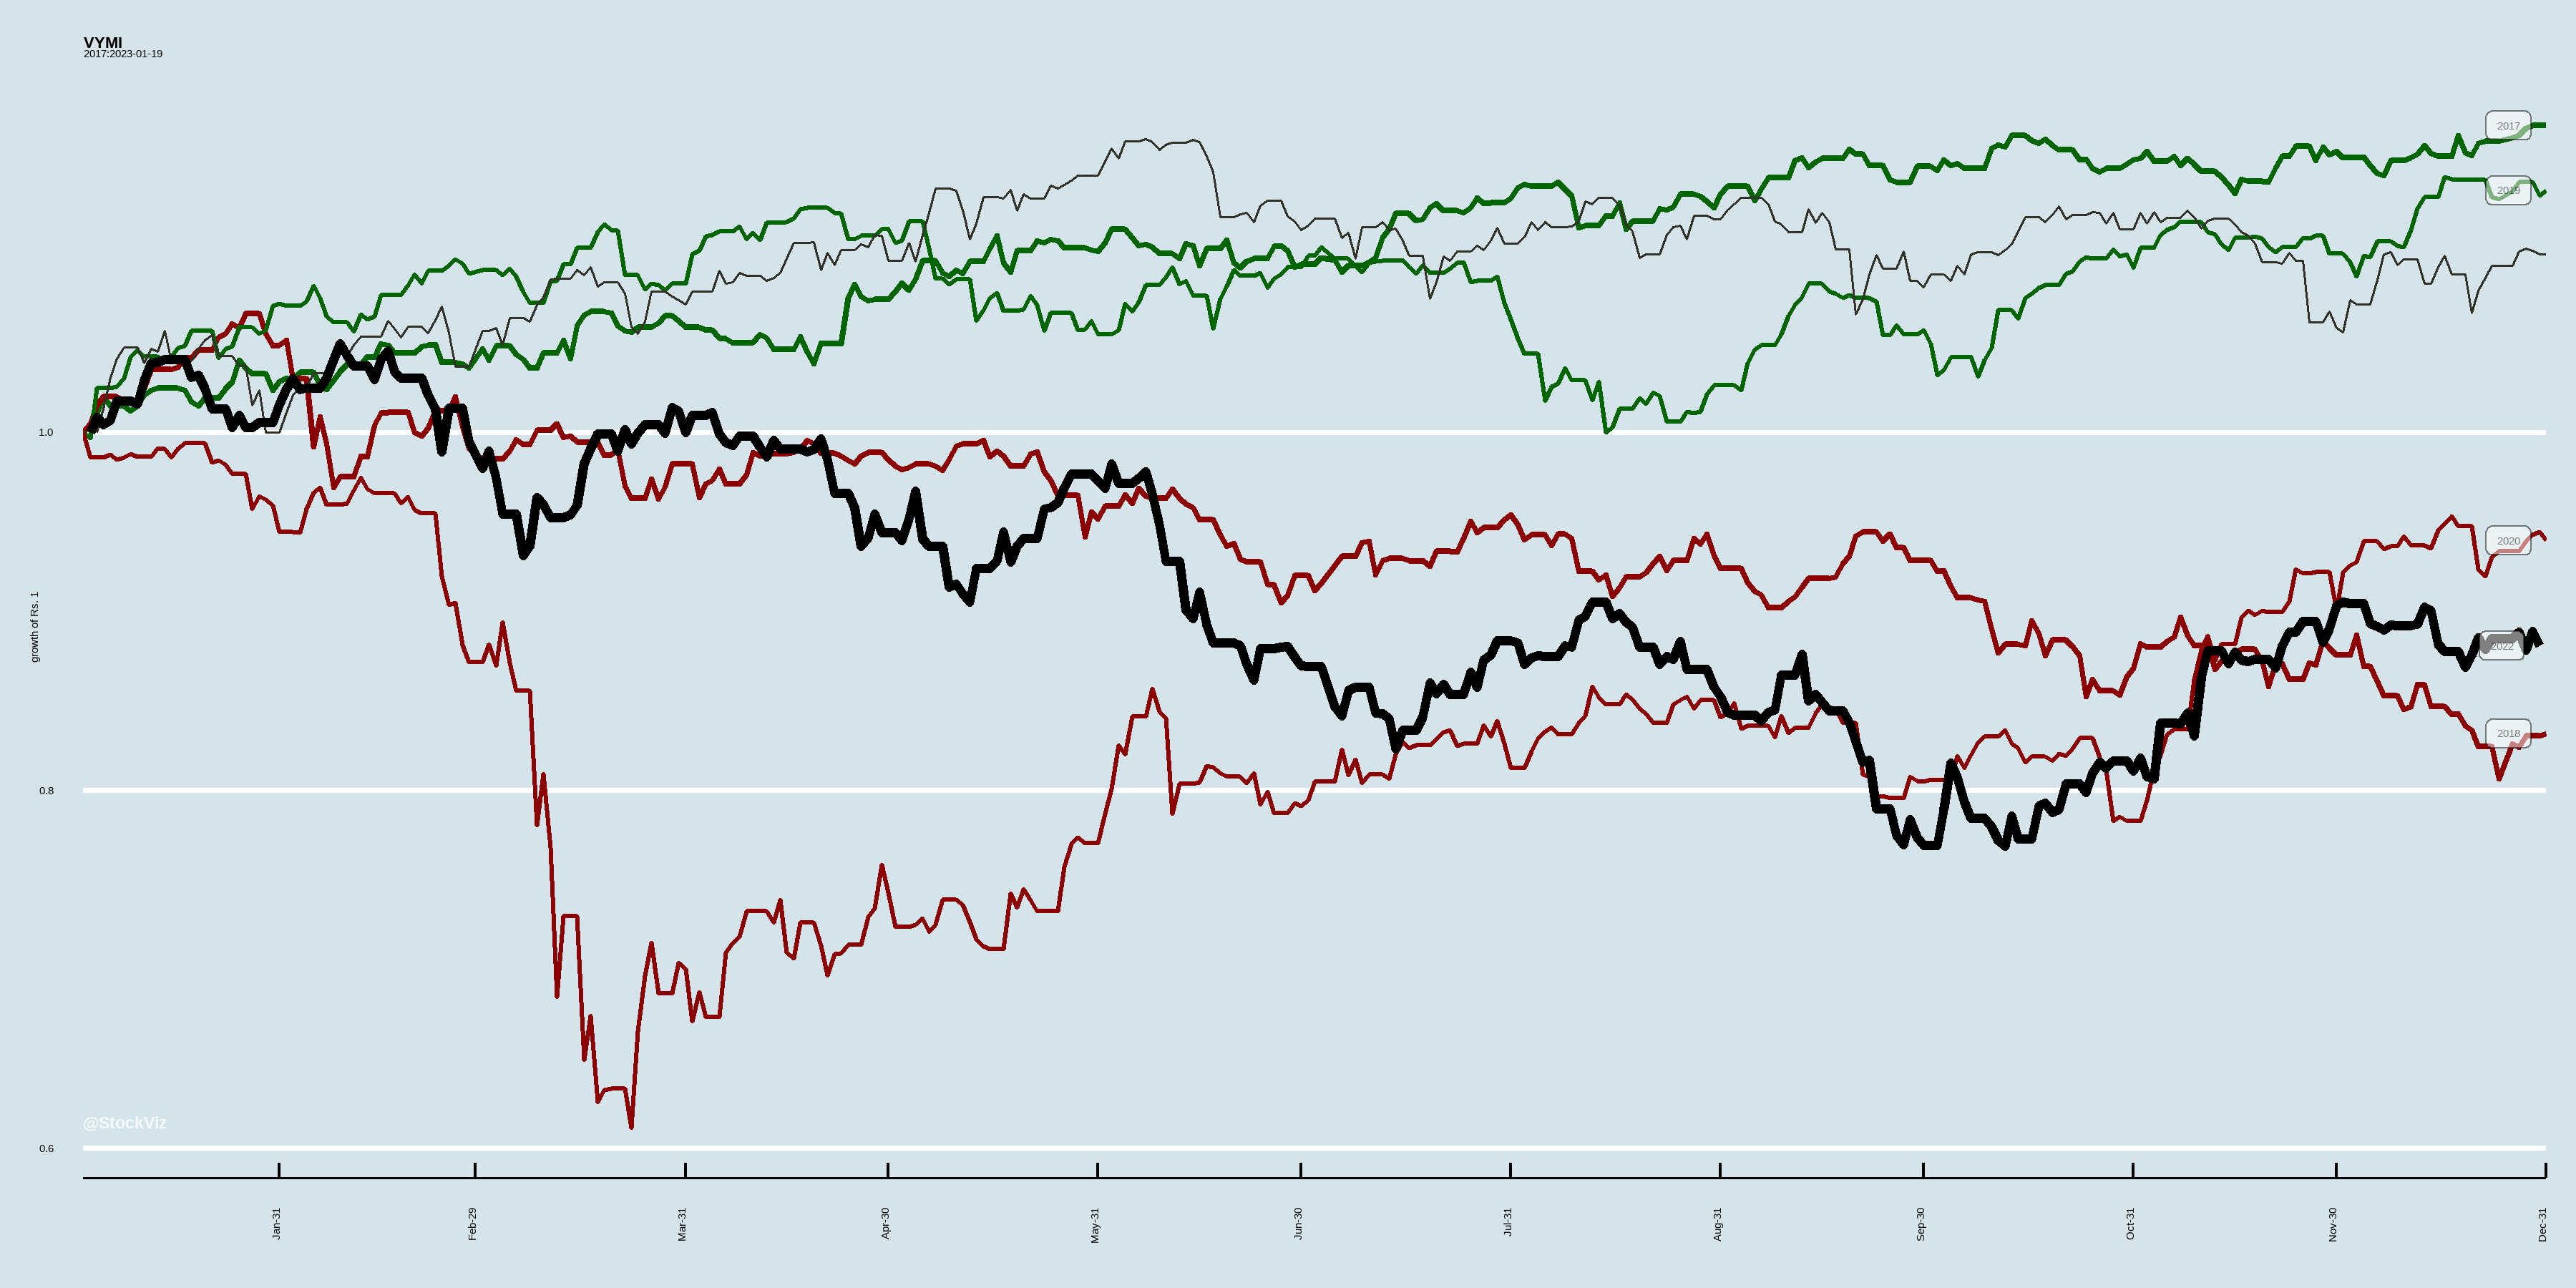 VYMI
2017:2023-01-19
2017
2019
1.0
2020
growth of Rs. 1
2022
2018
0.8
@StockViz
0.6
Jan-31
Feb-29
Mar-31
Apr-30
May-31
Jun-30
Jul-31
Aug-31
Sep-30
Oct-31
Nov-30
Dec-31